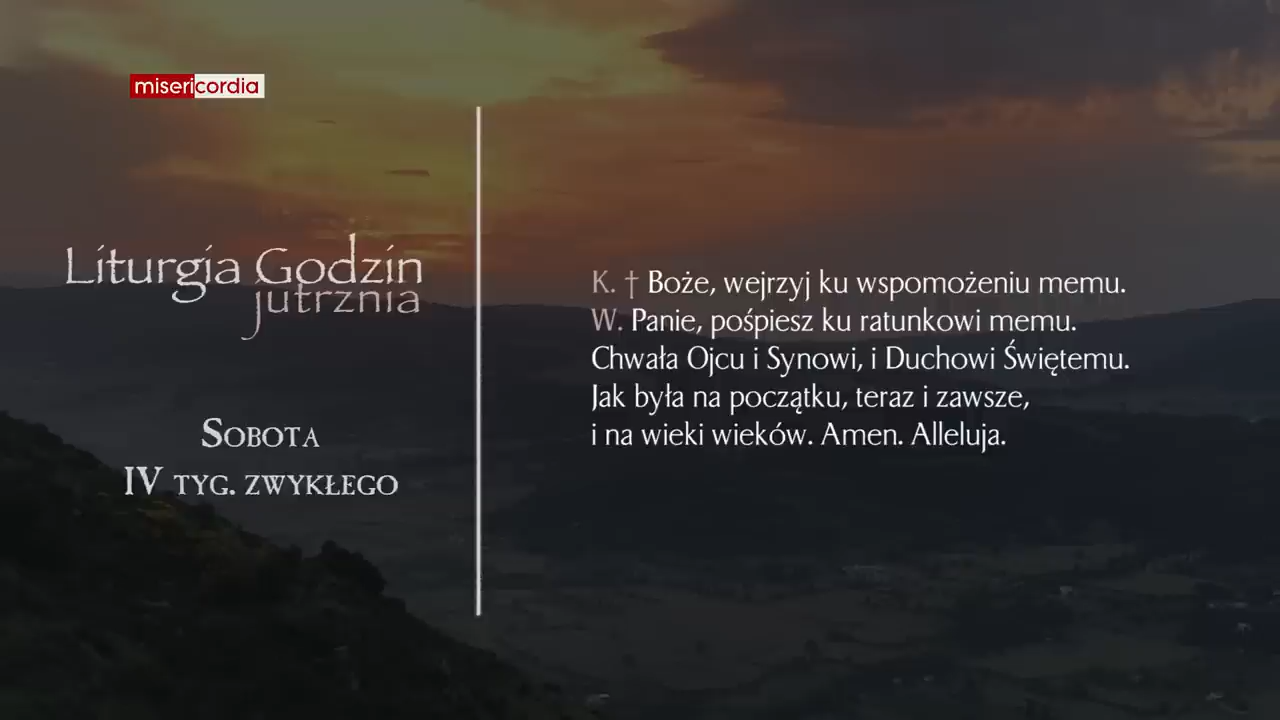 misericordia
Liturgia Godzin
jutrznia
Sobota
IV tyg. zwykłego
K. † Boże, wejrzyj ku wspomożeniu memu.
W. Panie, pośpiesz ku ratunkowi memu.
Chwała Ojcu i Synowi, i Duchowi Świętemu.
Jak była na początku, teraz i zawsze,
i na wieki wieków. Amen. Alleluja.